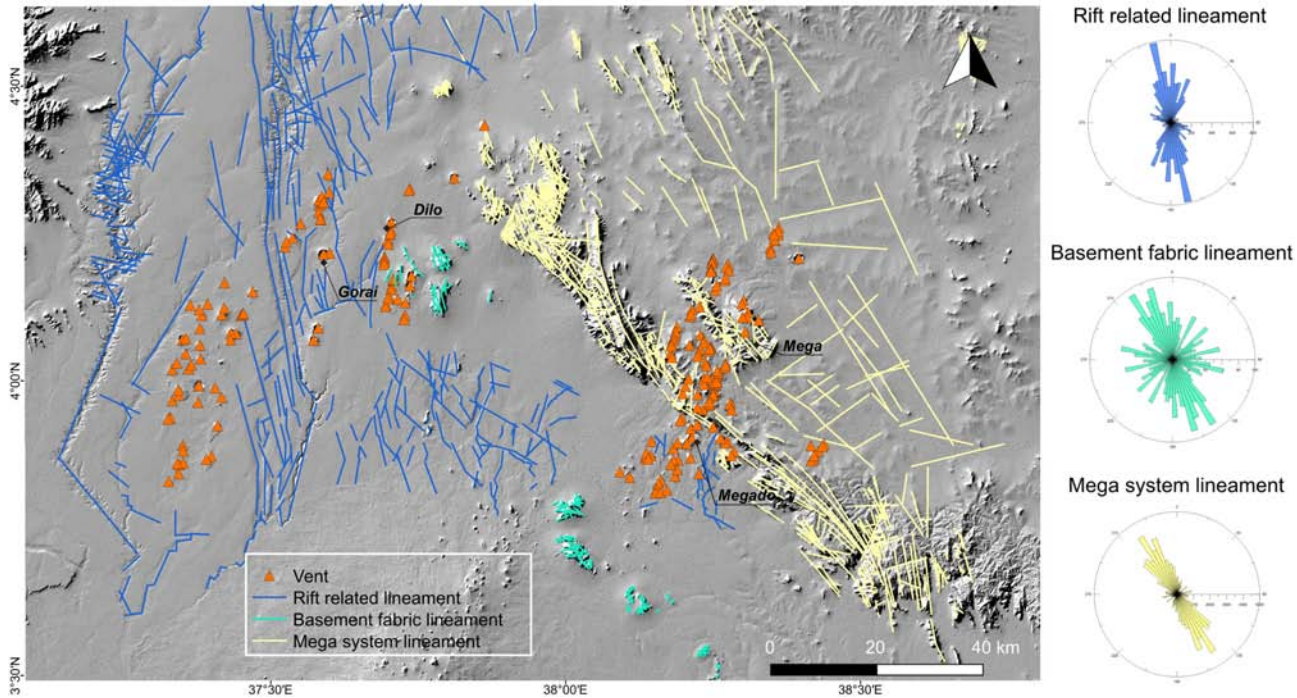 Rift related lineament
4°30'N
Dilo
Gorai
Basement fabric lineament
4°00'N
Mega
Megado
Mega system lineament
Vent
Rift related lineament
Basement fabric lineament
Mega system lineament
0 20 40 km
3°30'N
37°30'E 38°00'E 38°30'E